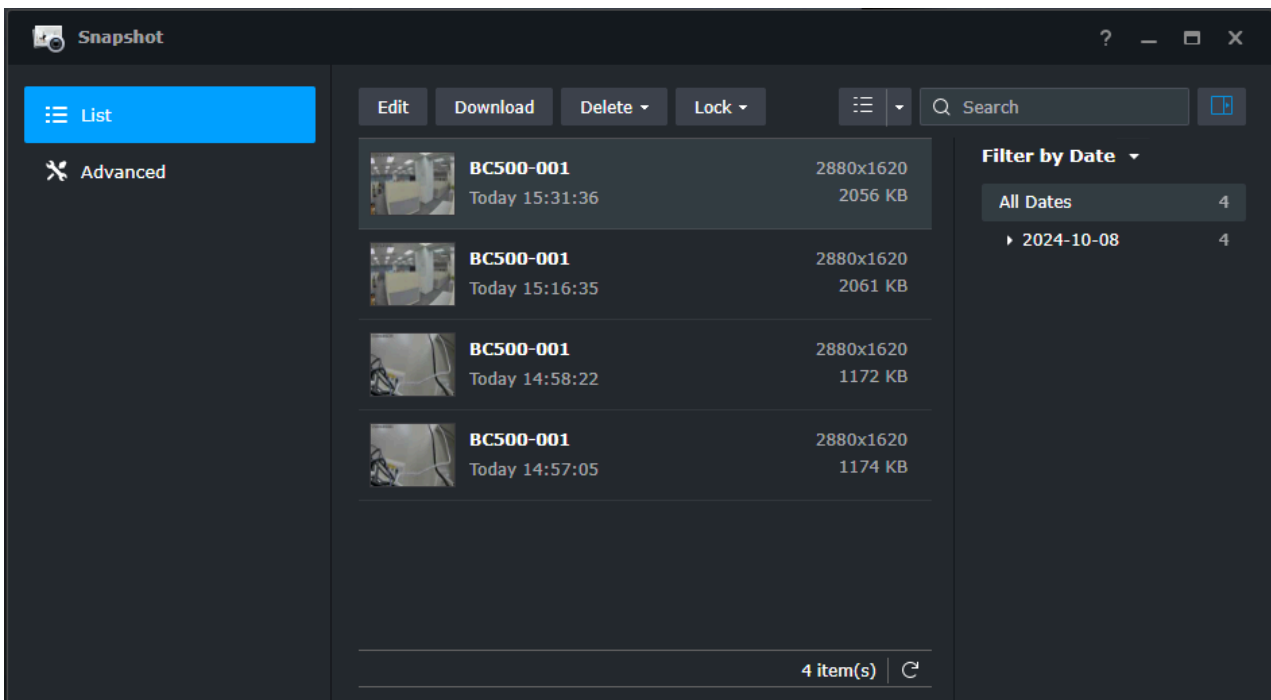 Snapshot
List
Advanced
Edit Download Delete Lock Search
BC500-001 2880x1620
Today 15:31:36 2056 KB
BC500-001 2880x1620
Today 15:16:35 2061 KB
BC500-001 2880x1620
Today 14:58:22 1172 KB
BC500-001 2880x1620
Today 14:57:05 1174 KB
4 item(s)
Filter by Date
All Dates 4
2024-10-08 4